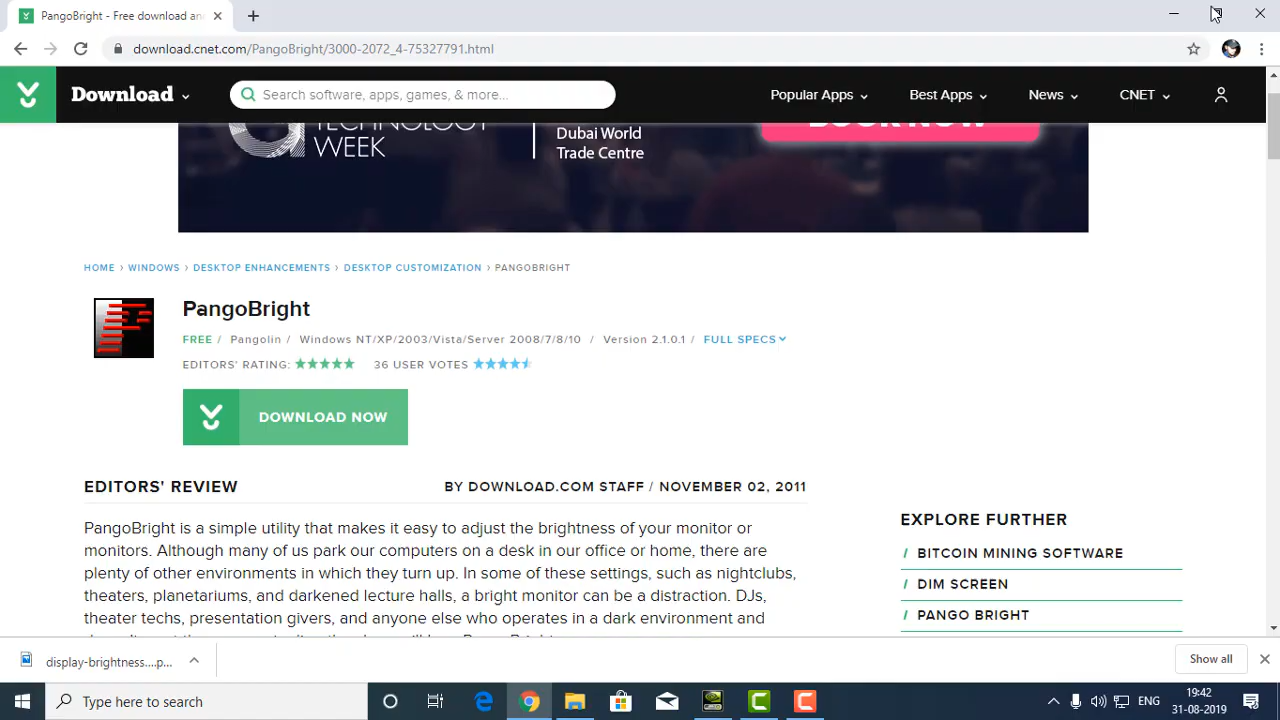 PangoBright - Free download an
download.cnet.com/PangoBright/3000-2072_4-75327791.html
Download
Search software, apps, games, & more...
Popular Apps
Best Apps
News
CNET
TECHNOLOGY
WEEK
Dubai World
Trade Centre
BOOK NOW
HOME › WINDOWS › DESKTOP ENHANCEMENTS › DESKTOP CUSTOMIZATION › PANGOBRIGHT
PangoBright
FREE / Pangolin / Windows NT/XP/2003/Vista/Server 2008/7/8/10 / Version 2.1.0.1 / FULL SPECS
EDITORS' RATING: 36 USER VOTES
DOWNLOAD NOW
EDITORS' REVIEW
BY DOWNLOAD.COM STAFF / NOVEMBER 02, 2011
PangoBright is a simple utility that makes it easy to adjust the brightness of your monitor or
monitors. Although many of us park our computers on a desk in our office or home, there are
plenty of other environments in which they turn up. In some of these settings, such as nightclubs,
theaters, planetariums, and darkened lecture halls, a bright monitor can be a distraction. DJs,
theater techs, presentation givers, and anyone else who operates in a dark environment and
EXPLORE FURTHER
/ BITCOIN MINING SOFTWARE
/ DIM SCREEN
/ PANGO BRIGHT
display-brightness....p...
Show all
Type here to search
ENG
19:42
31-08-2019